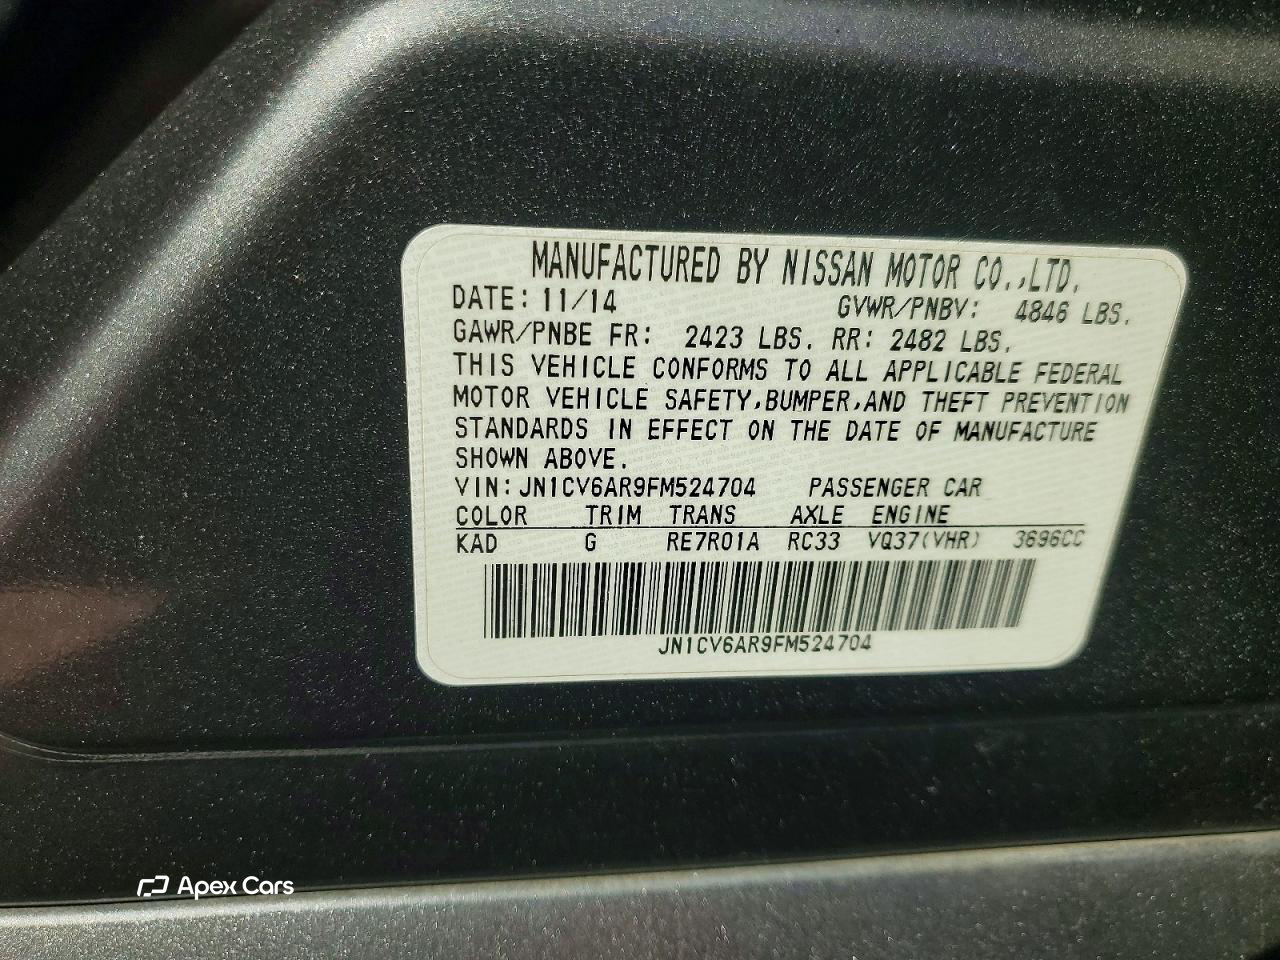 MANUFACTURED BY NISSAN MOTOR CO.,LTD.
DATE: 11/14 GVWR/PNBV: 4846 LBS.
GAWR/PNBE FR: 2423 LBS. RR: 2482 LBS.
THIS VEHICLE CONFORMS TO ALL APPLICABLE FEDERAL
MOTOR VEHICLE SAFETY,BUMPER,AND THEFT PREVENTION
STANDARDS IN EFFECT ON THE DATE OF MANUFACTURE
SHOWN ABOVE.
VIN: JN1CV6AR9FM524704 PASSENGER CAR
COLOR TRIM TRANS AXLE ENGINE
KAD G RE7R01A RC33 VQ37(VHR) 3696CC
JN1CV6AR9FM524704
Apex Cars